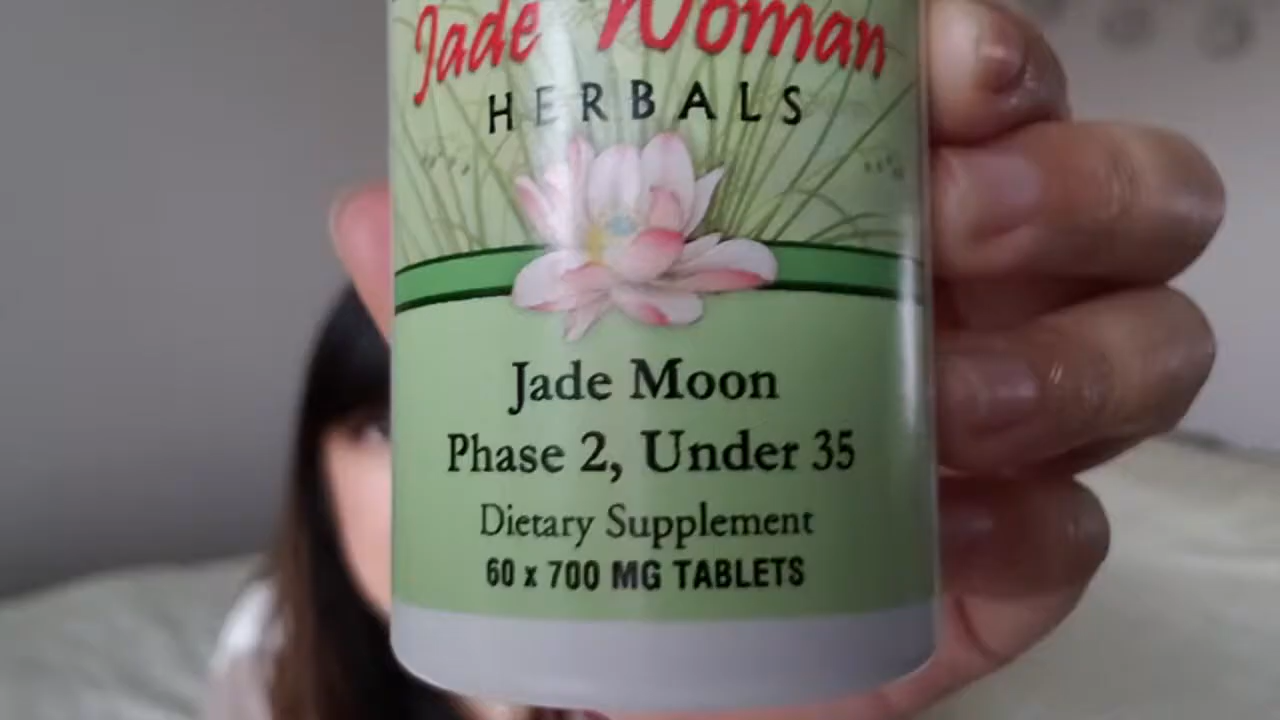 Jade Woman
HERBALS
Jade Moon
Phase 2, Under 35
Dietary Supplement
60 x 700 MG TABLETS